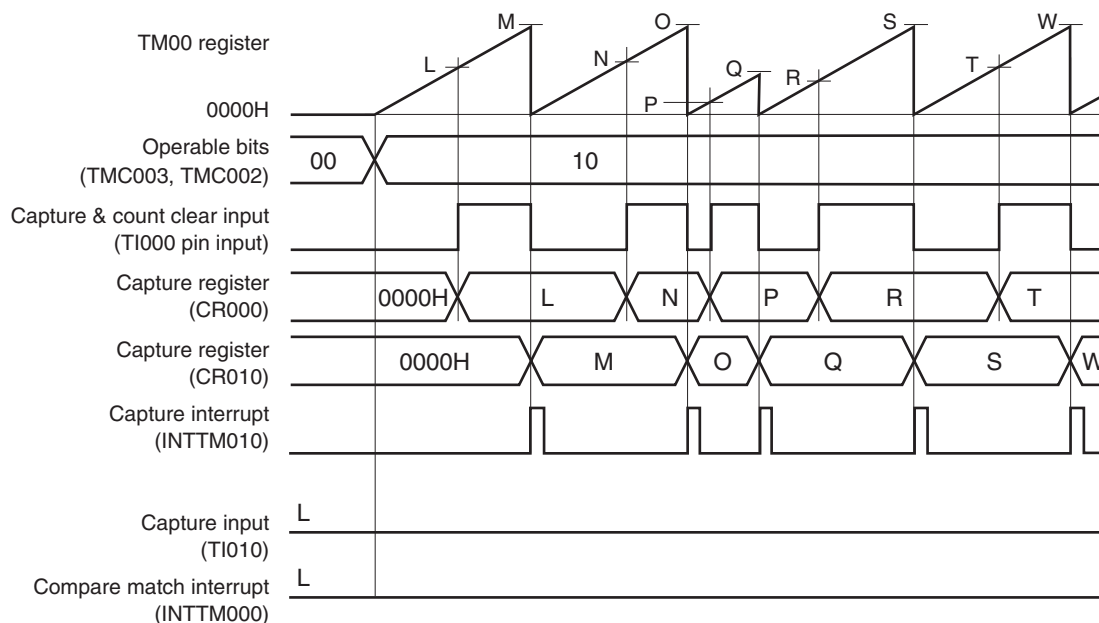 M O S W
L N Q R T
P
TM00 register
0000H
Operable bits
(TMC003, TMC002)
00 10
Capture & count clear input
(TI000 pin input)
Capture register
(CR000)
0000H L N P R T
Capture register
(CR010)
0000H M O Q S W
Capture interrupt
(INTTM010)
Capture input
(TI010)
L
Compare match interrupt
(INTTM000)
L